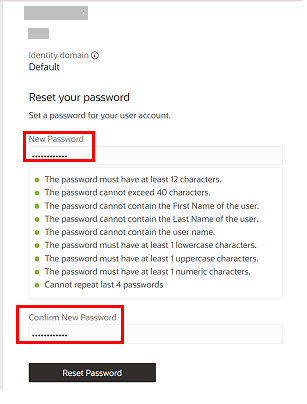 Identity domain
Default
Reset your password
Set a password for your user account.
New Password
••••••••••••
The password must have at least 12 characters.
The password cannot exceed 40 characters.
The password cannot contain the First Name of the user.
The password cannot contain the Last Name of the user.
The password cannot contain the user name.
The password must have at least 1 lowercase characters.
The password must have at least 1 uppercase characters.
The password must have at least 1 numeric characters.
Cannot repeat last 4 passwords
Confirm New Password
••••••••••••
Reset Password